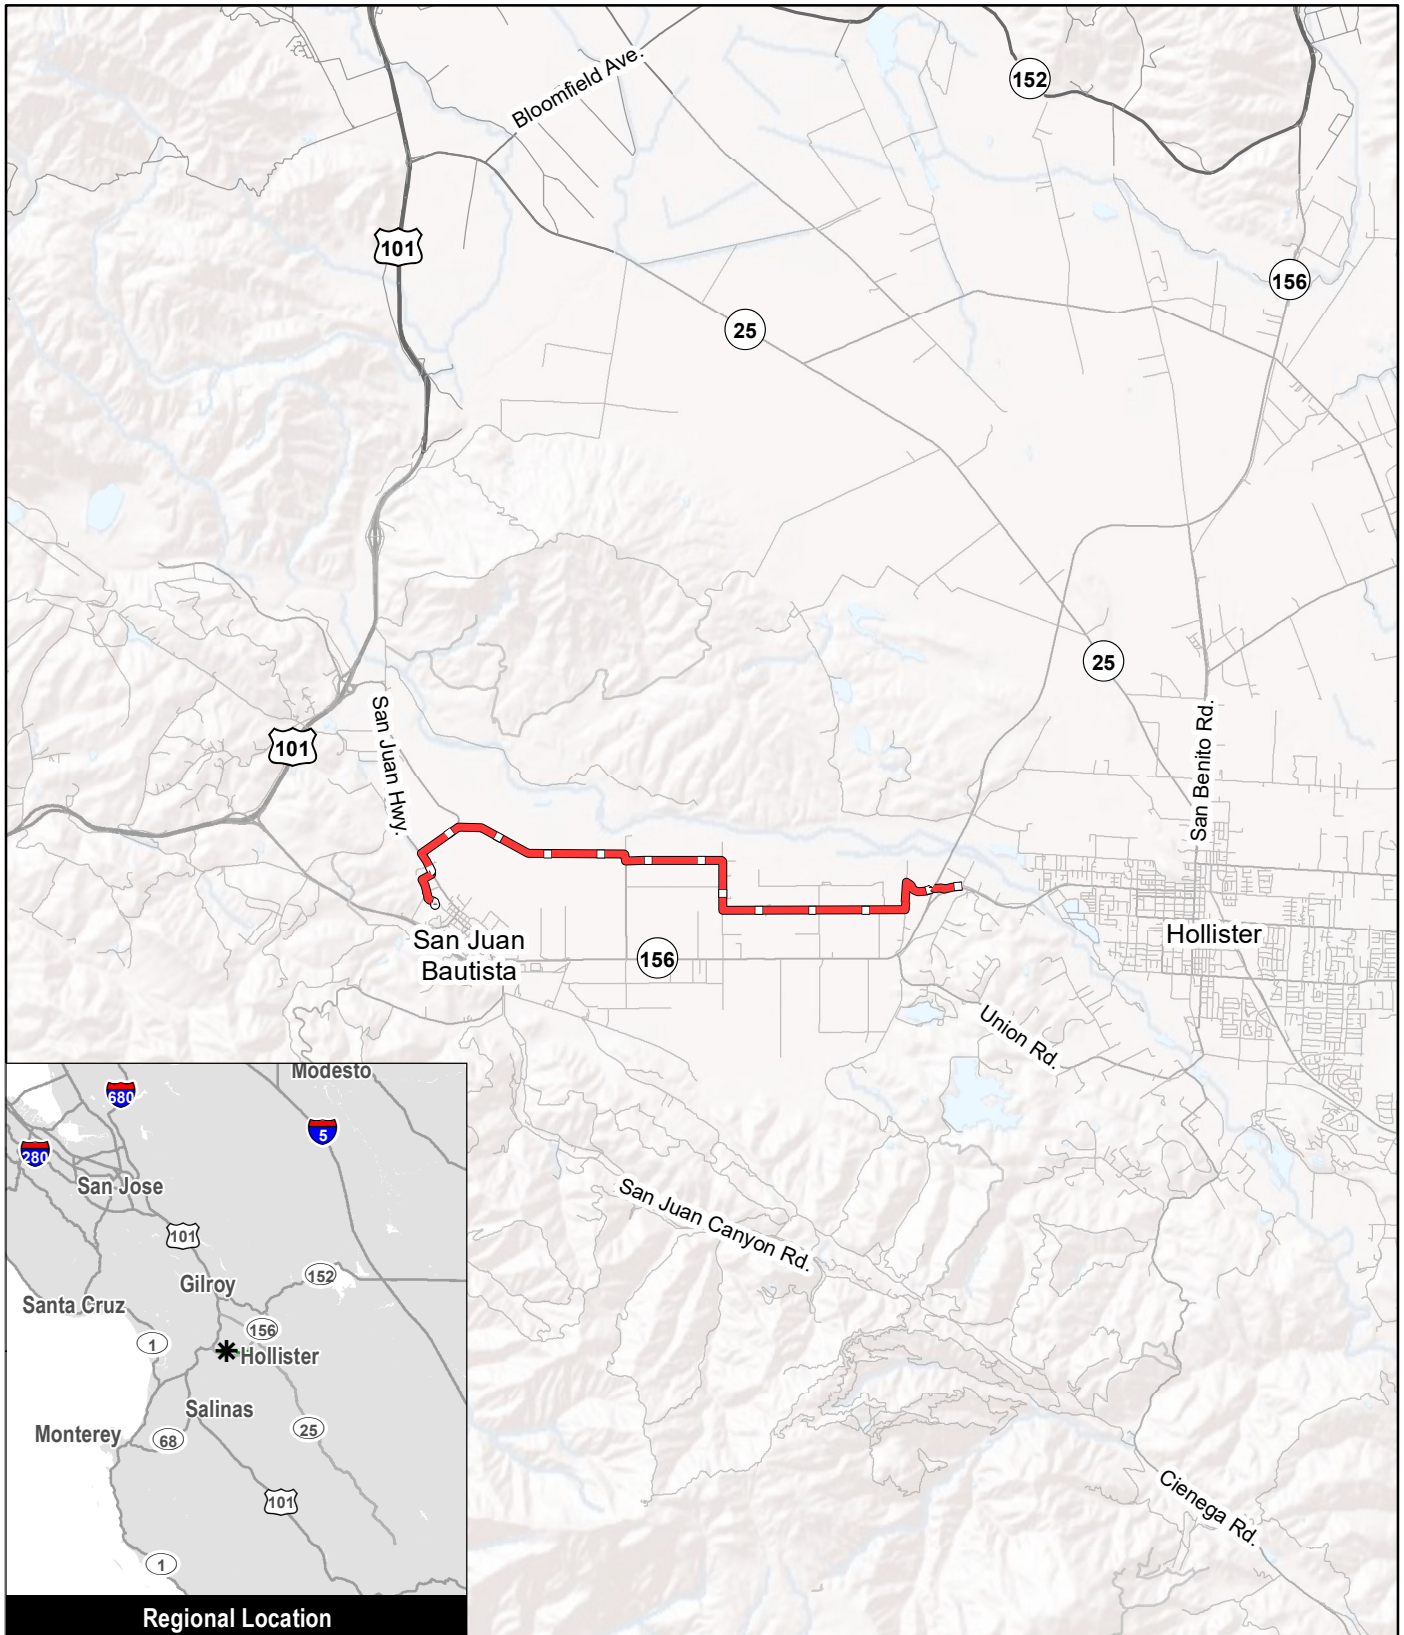 Bloomfield Ave.
152
101
156
25
25
San Juan Hwy.
101
San Benito Rd.
San Juan
Bautista
156
Hollister
Union Rd.
San Juan Canyon Rd.
Cienega Rd.
Modesto
680
5
280
San Jose
101
Gilroy
152
Santa Cruz
156
1
Hollister
Salinas
Monterey
68
25
101
1
Regional Location